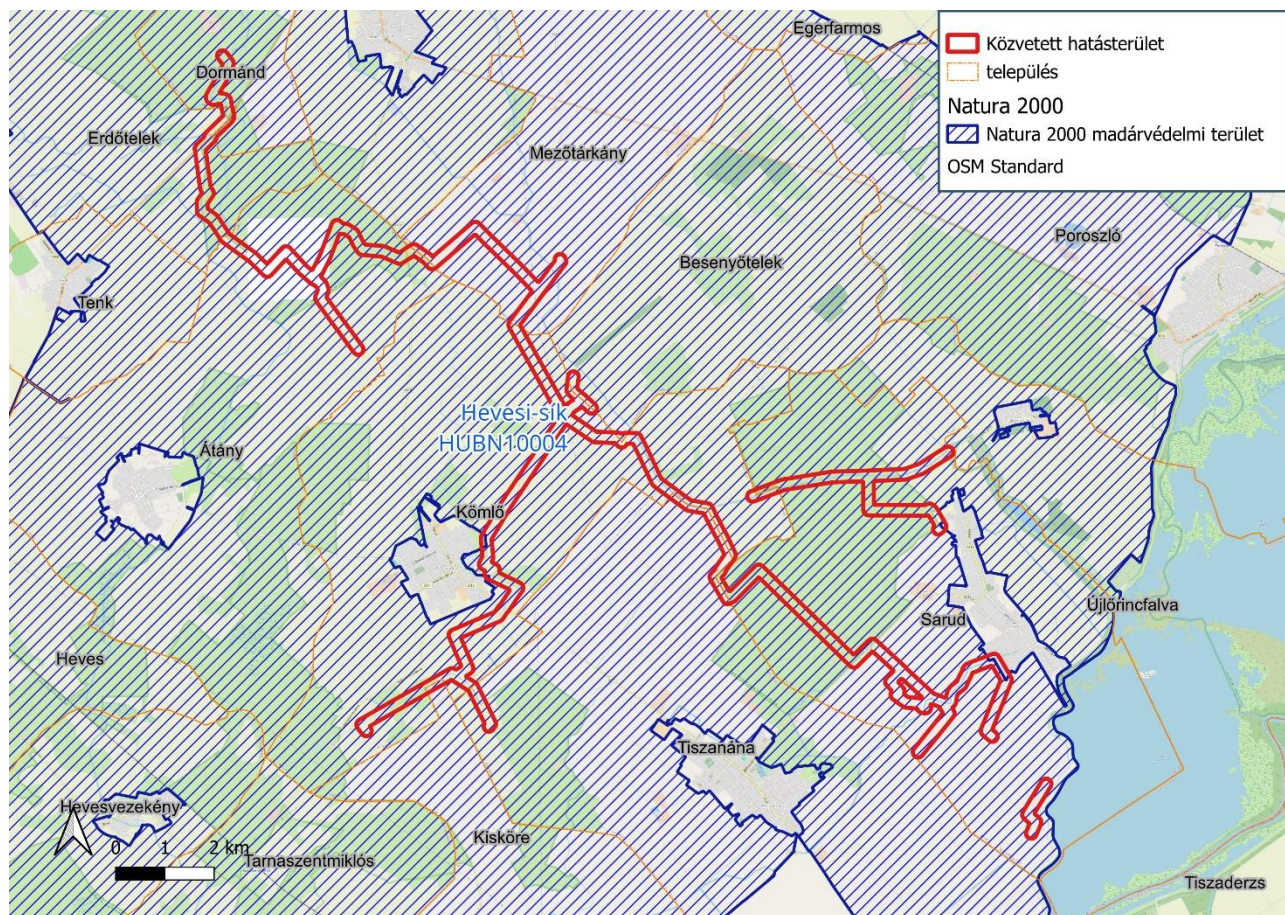 Egerfarmos
Dormánd
Erdőtelek
Mezőtárkány
Közvetett hatásterület
település
Natura 2000
Natura 2000 madárvédelmi terület
OSM Standard
Poroszló
Besenyőtelek
Tenk
Hevesi-sík
HUBN10004
Átány
Kömlő
Újlőrincfalva
Sarud
Heves
Tiszanána
Hevesvezekény
Kisköre
Tarnaszentmiklós
0 1 2 km
Tiszaderzs